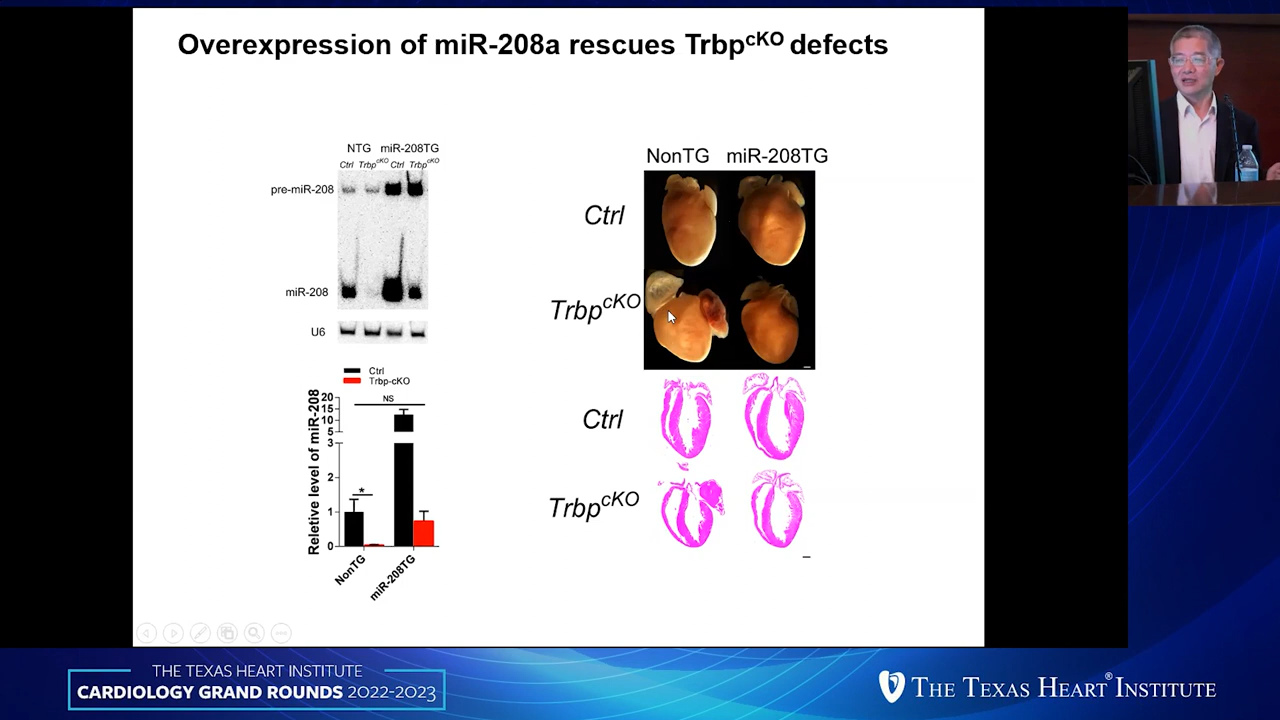 Overexpression of miR-208a rescues Trbp^cKO defects
NTG miR-208TG
Ctrl Trbp^cKO Ctrl Trbp^cKO
pre-miR-208
miR-208
U6
Ctrl
Trbp-cKO
Reletive level of miR-208
20
15
10
5
3
2
1
0
NS
*
NonTG
miR-208TG
NonTG miR-208TG
Ctrl
Trbp^cKO
Ctrl
Trbp^cKO
THE TEXAS HEART INSTITUTE
CARDIOLOGY GRAND ROUNDS 2022-2023
THE TEXAS HEART® INSTITUTE